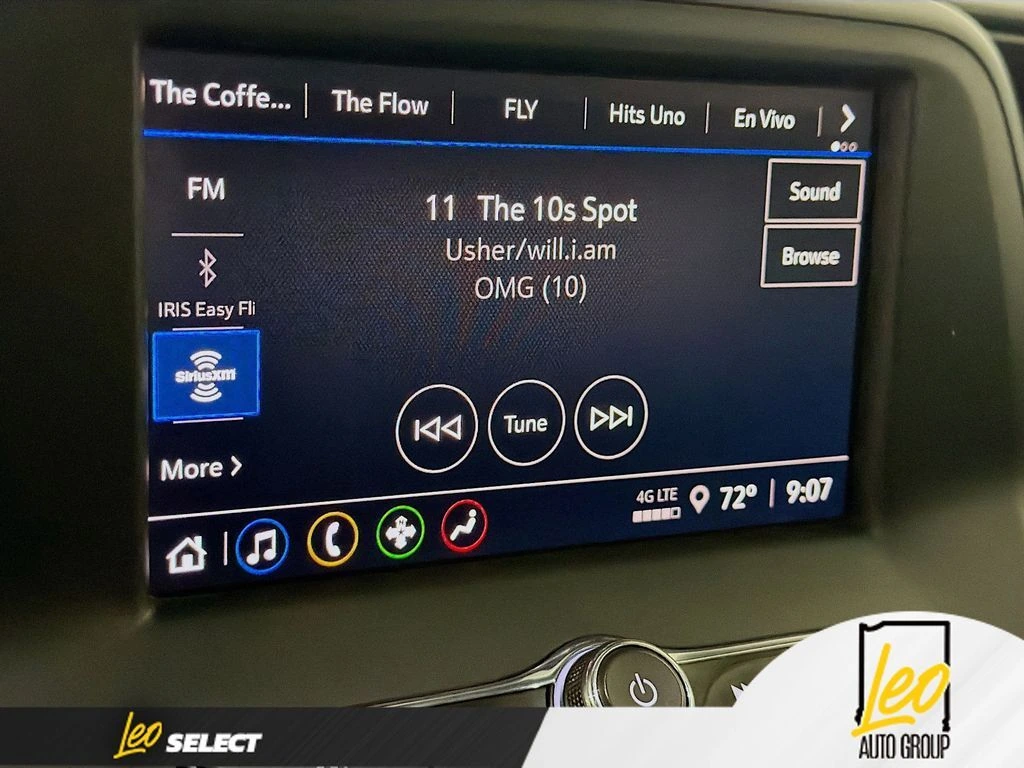 The Coffe... The Flow FLY Hits Uno En Vivo
FM
11 The 10s Spot
Usher/will.i.am
OMG (10)
Sound
Browse
IRIS Easy Fli
SiriusXM
Tune
More
4G LTE 72° 9:07
Leo SELECT
Leo
AUTO GROUP